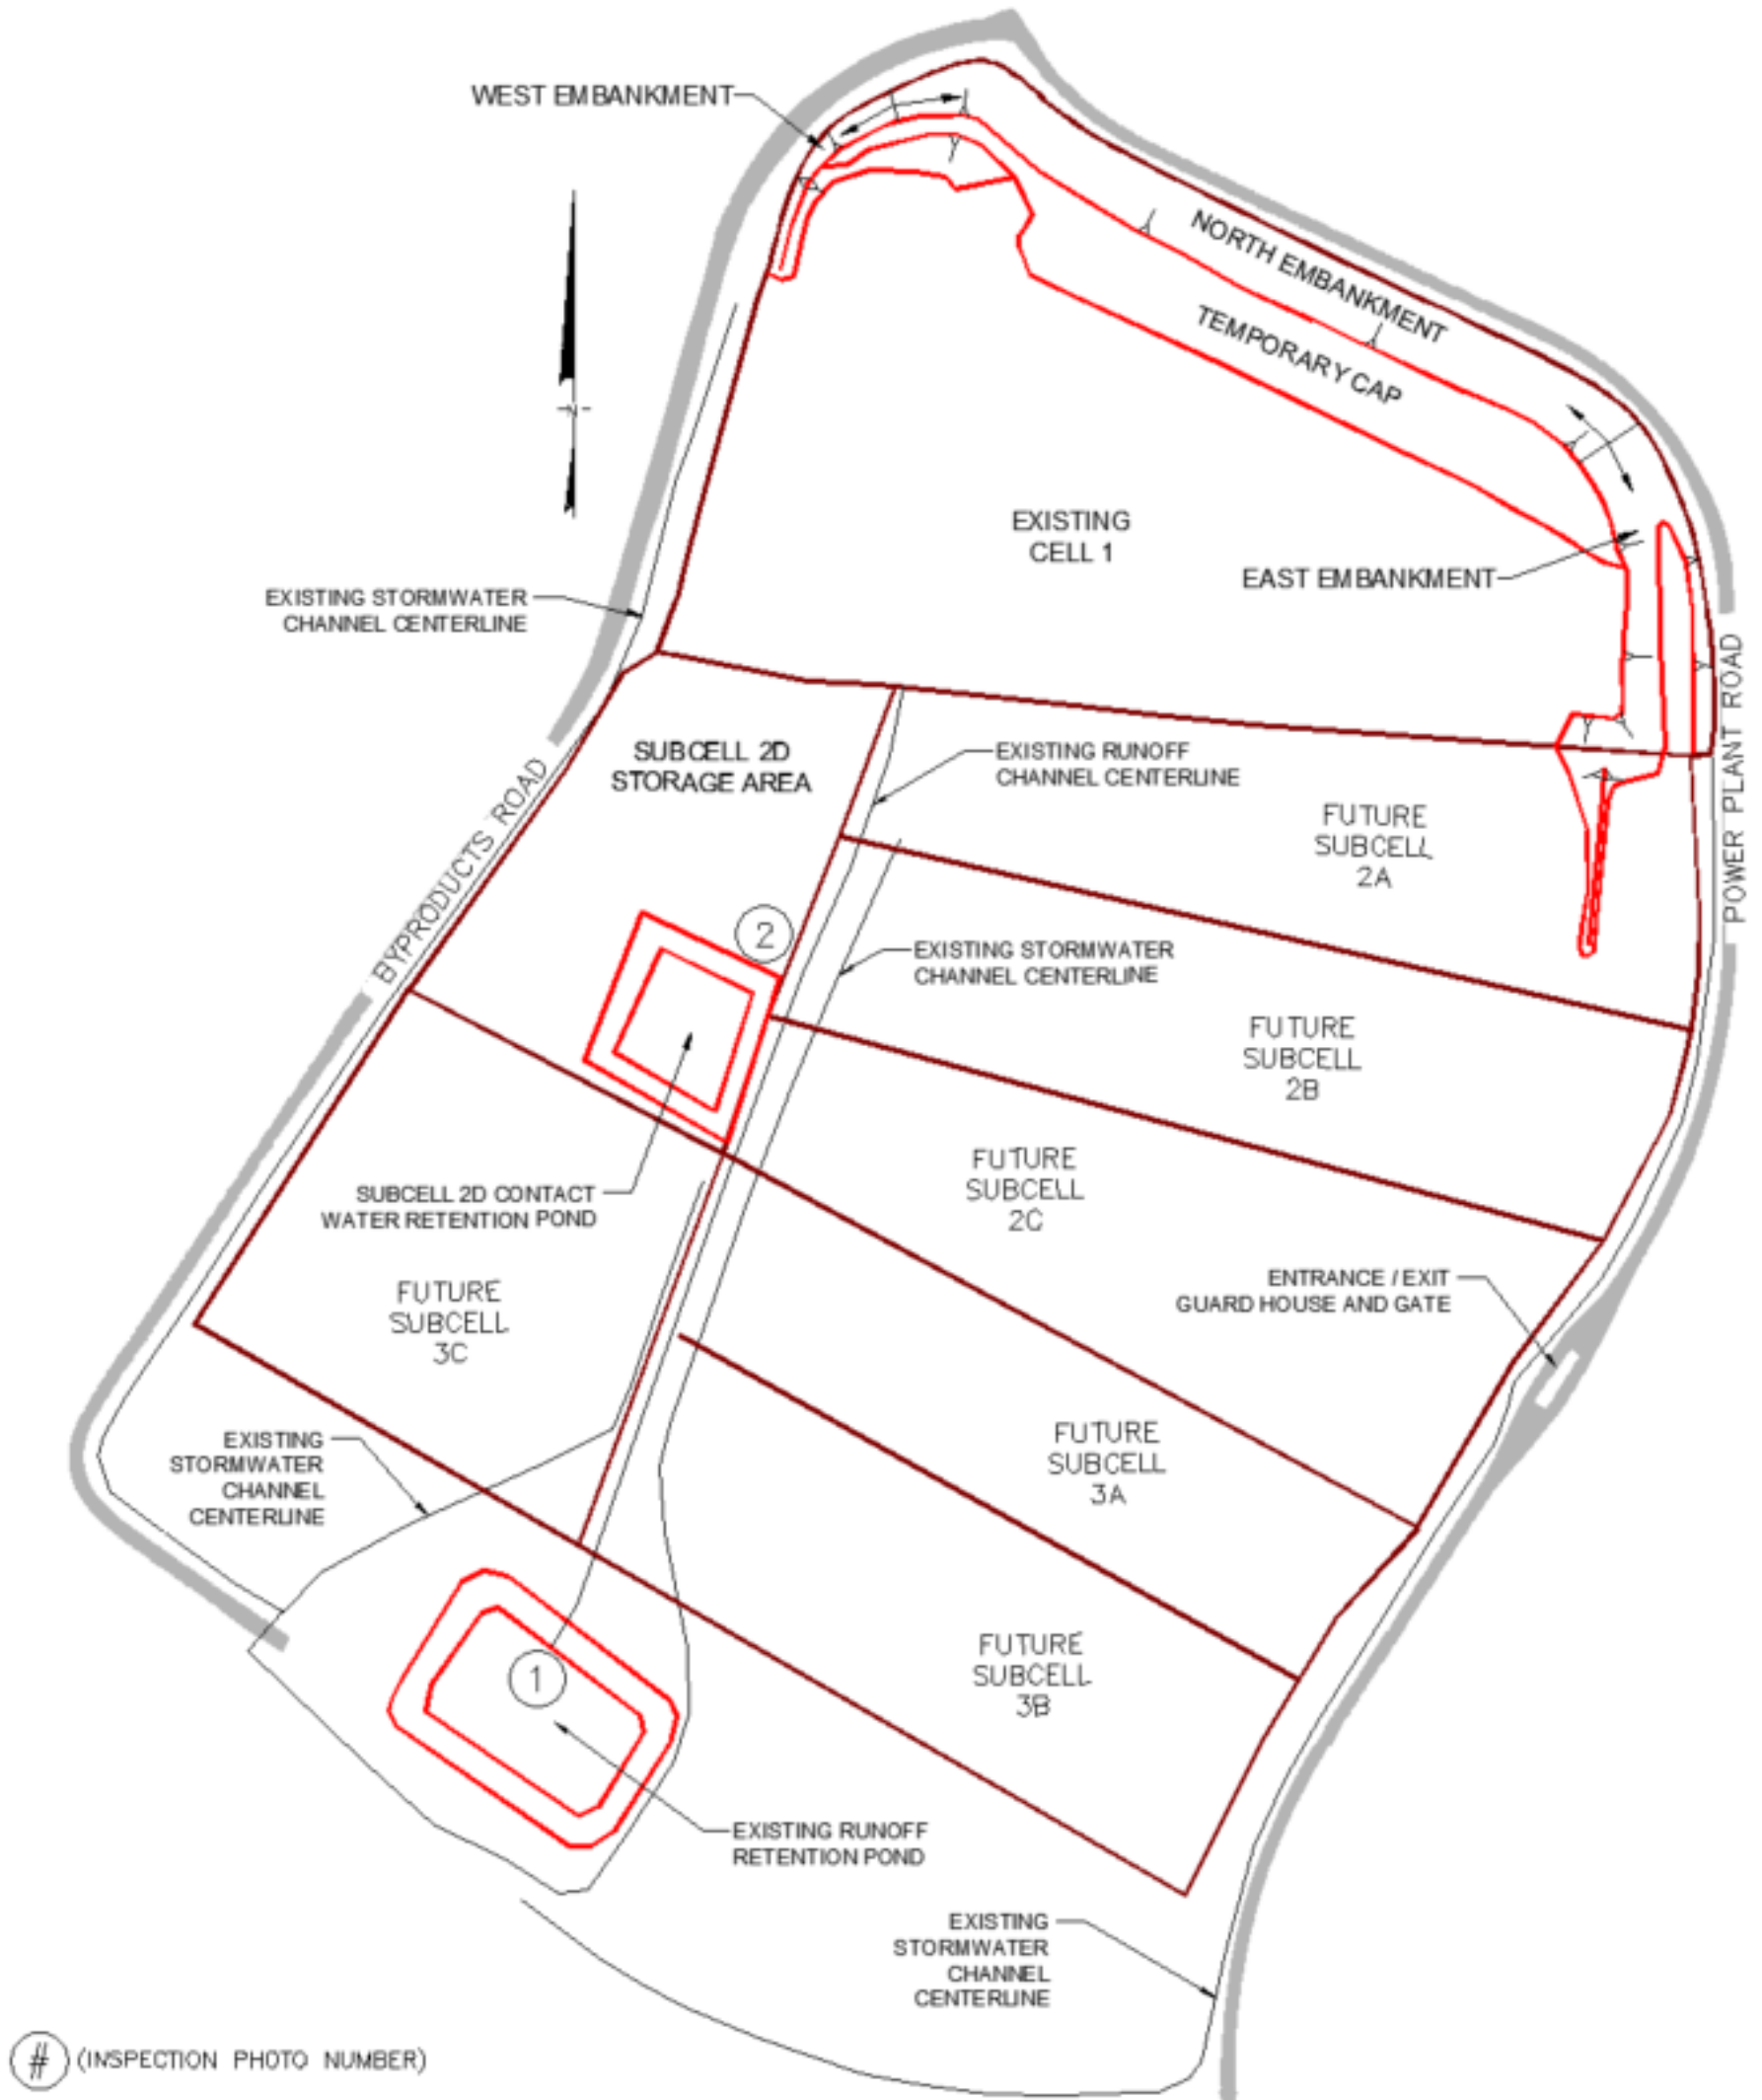 WEST EMBANKMENT
NORTH EMBANKMENT
TEMPORARY CAP
N
EXISTING
CELL 1
EAST EMBANKMENT
EXISTING STORMWATER
CHANNEL CENTERLINE
POWER PLANT ROAD
SUBCELL 2D
STORAGE AREA
EXISTING RUNOFF
CHANNEL CENTERLINE
FUTURE
SUBCELL
2A
BYPRODUCTS ROAD
2
EXISTING STORMWATER
CHANNEL CENTERLINE
FUTURE
SUBCELL
2B
FUTURE
SUBCELL
2C
SUBCELL 2D CONTACT
WATER RETENTION POND
ENTRANCE / EXIT
GUARD HOUSE AND GATE
FUTURE
SUBCELL
3C
FUTURE
SUBCELL
3A
EXISTING
STORMWATER
CHANNEL
CENTERLINE
FUTURE
SUBCELL
3B
1
EXISTING RUNOFF
RETENTION POND
EXISTING
STORMWATER
CHANNEL
CENTERLINE
# (INSPECTION PHOTO NUMBER)